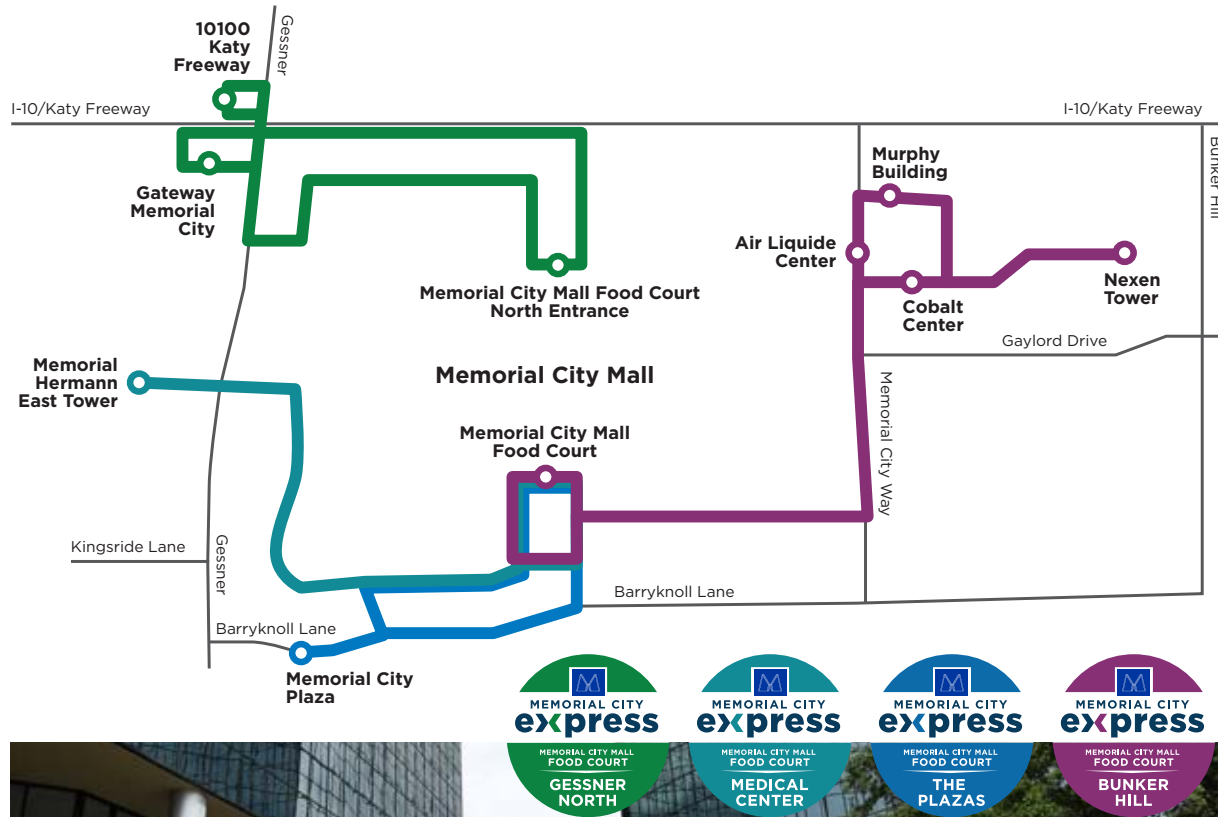 10100
Katy
Freeway
Gessner
I-10/Katy Freeway
I-10/Katy Freeway
Bunker Hill
Gateway
Memorial
City
Murphy
Building
Air Liquide
Center
Cobalt
Center
Nexen
Tower
Memorial City Mall Food Court
North Entrance
Gaylord Drive
Memorial
Hermann
East Tower
Memorial City Mall
Memorial City Way
Memorial City Mall
Food Court
Kingsride Lane
Gessner
Barryknoll Lane
Barryknoll Lane
Memorial City
Plaza
MEMORIAL CITY
express
MEMORIAL CITY MALL
FOOD COURT
GESSNER
NORTH
MEMORIAL CITY
express
MEMORIAL CITY MALL
FOOD COURT
MEDICAL
CENTER
MEMORIAL CITY
express
MEMORIAL CITY MALL
FOOD COURT
THE
PLAZAS
MEMORIAL CITY
express
MEMORIAL CITY MALL
FOOD COURT
BUNKER
HILL